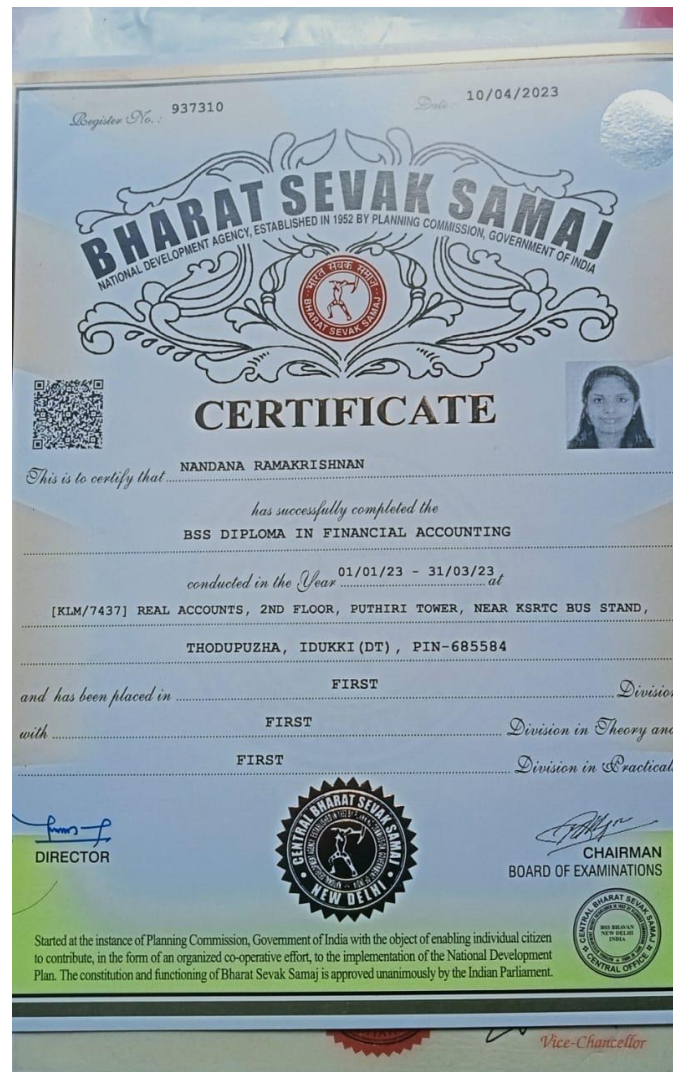 Register No. : 937310
Date: 10/04/2023
BHARAT SEVAK SAMAJ
NATIONAL DEVELOPMENT AGENCY, ESTABLISHED IN 1952 BY PLANNING COMMISSION, GOVERNMENT OF INDIA
भारत सेवक समाज
BHARAT SEVAK SAMAJ
CERTIFICATE
This is to certify that NANDANA RAMAKRISHNAN
has successfully completed the
BSS DIPLOMA IN FINANCIAL ACCOUNTING
conducted in the Year 01/01/23 - 31/03/23 at
[KLM/7437] REAL ACCOUNTS, 2ND FLOOR, PUTHIRI TOWER, NEAR KSRTC BUS STAND,
THODUPUZHA, IDUKKI(DT), PIN-685584
and has been placed in FIRST Division
with FIRST Division in Theory and
FIRST Division in Practical
DIRECTOR
CENTRAL BHARAT SEVAK SAMAJ
NEW DELHI
CHAIRMAN
BOARD OF EXAMINATIONS
CENTRAL BHARAT SEVAK SAMAJ
BSS BHAVAN
NEW DELHI
INDIA
CENTRAL OFFICE
Started at the instance of Planning Commission, Government of India with the object of enabling individual citizen
to contribute, in the form of an organized co-operative effort, to the implementation of the National Development
Plan. The constitution and functioning of Bharat Sevak Samaj is approved unanimously by the Indian Parliament.
Vice-Chancellor